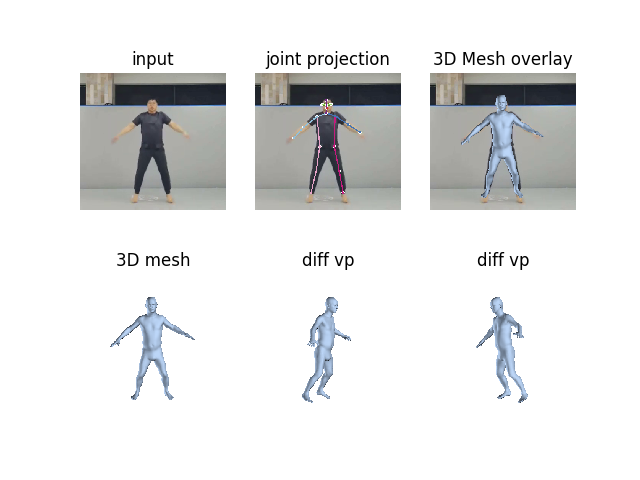 input
joint projection
3D Mesh overlay
3D mesh
diff vp
diff vp